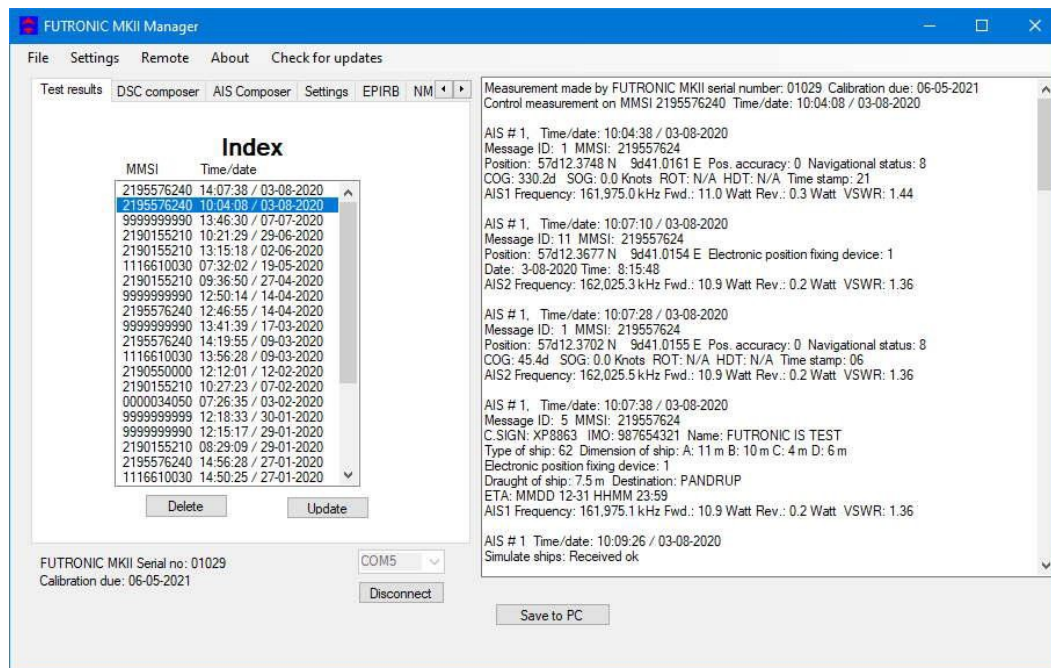 FUTRONIC MKII Manager
File Settings Remote About Check for updates
Test results DSC composer AIS Composer Settings EPIRB NM
Index
MMSI Time/date
2195576240 14:07:38 / 03-08-2020
2195576240 10:04:08 / 03-08-2020
9999999990 13:46:30 / 07-07-2020
2190155210 10:21:29 / 29-06-2020
2190155210 13:15:18 / 02-06-2020
1116610030 07:32:02 / 19-05-2020
2190155210 09:36:50 / 27-04-2020
9999999990 12:50:14 / 14-04-2020
2195576240 12:46:55 / 14-04-2020
9999999990 13:41:39 / 17-03-2020
2195576240 14:19:55 / 09-03-2020
1116610030 13:56:28 / 09-03-2020
2190550000 12:12:01 / 12-02-2020
2190155210 10:27:23 / 07-02-2020
0000034050 07:26:35 / 03-02-2020
9999999999 12:18:33 / 30-01-2020
9999999990 12:15:17 / 29-01-2020
2190155210 08:29:09 / 29-01-2020
2195576240 14:56:28 / 27-01-2020
1116610030 14:50:25 / 27-01-2020
Delete Update
FUTRONIC MKII Serial no: 01029
Calibration due: 06-05-2021
COM5
Disconnect
Measurement made by FUTRONIC MKII serial number: 01029 Calibration due: 06-05-2021
Control measurement on MMSI 2195576240 Time/date: 10:04:08 / 03-08-2020
AIS # 1, Time/date: 10:04:38 / 03-08-2020
Message ID: 1 MMSI: 219557624
Position: 57d12.3748 N 9d41.0161 E Pos. accuracy: 0 Navigational status: 8
COG: 330.2d SOG: 0.0 Knots ROT: N/A HDT: N/A Time stamp: 21
AIS1 Frequency: 161,975.0 kHz Fwd.: 11.0 Watt Rev.: 0.3 Watt VSWR: 1.44
AIS # 1, Time/date: 10:07:10 / 03-08-2020
Message ID: 11 MMSI: 219557624
Position: 57d12.3677 N 9d41.0154 E Electronic position fixing device: 1
Date: 3-08-2020 Time: 8:15:48
AIS2 Frequency: 162,025.3 kHz Fwd.: 10.9 Watt Rev.: 0.2 Watt VSWR: 1.36
AIS # 1, Time/date: 10:07:28 / 03-08-2020
Message ID: 1 MMSI: 219557624
Position: 57d12.3702 N 9d41.0155 E Pos. accuracy: 0 Navigational status: 8
COG: 45.4d SOG: 0.0 Knots ROT: N/A HDT: N/A Time stamp: 06
AIS2 Frequency: 162,025.5 kHz Fwd.: 10.9 Watt Rev.: 0.2 Watt VSWR: 1.36
AIS # 1, Time/date: 10:07:38 / 03-08-2020
Message ID: 5 MMSI: 219557624
C.SIGN: XP8863 IMO: 987654321 Name: FUTRONIC IS TEST
Type of ship: 62 Dimension of ship: A: 11 m B: 10 m C: 4 m D: 6 m
Electronic position fixing device: 1
Draught of ship: 7.5 m Destination: PANDRUP
ETA: MMDD 12-31 HHMM 23:59
AIS1 Frequency: 161,975.1 kHz Fwd.: 10.9 Watt Rev.: 0.2 Watt VSWR: 1.36
AIS # 1 Time/date: 10:09:26 / 03-08-2020
Simulate ships: Received ok
Save to PC